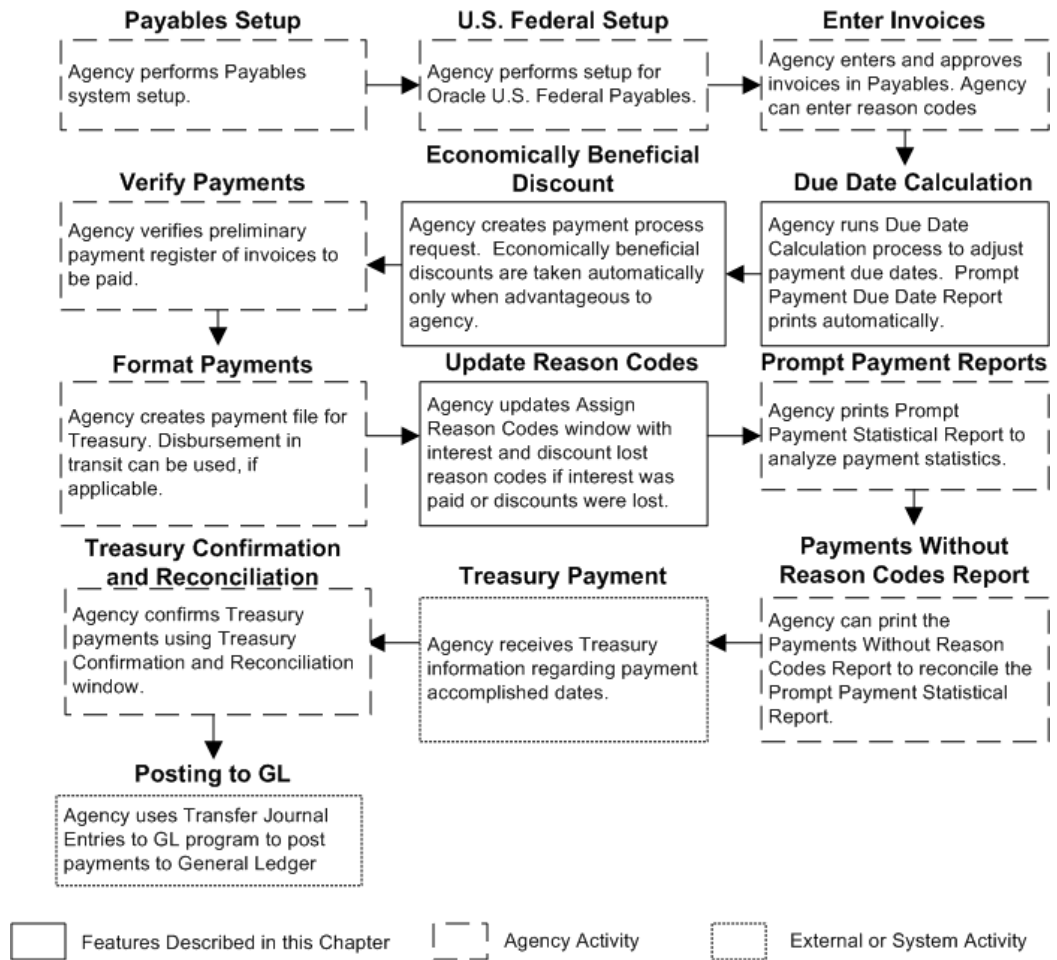 Payables Setup
Agency performs Payables
system setup.
U.S. Federal Setup
Agency performs setup for
Oracle U.S. Federal Payables.
Enter Invoices
Agency enters and approves
invoices in Payables. Agency
can enter reason codes
Due Date Calculation
Agency runs Due Date
Calculation process to adjust
payment due dates.  Prompt
Payment Due Date Report
prints automatically.
Economically Beneficial
Discount
Agency creates payment process
request.  Economically beneficial
discounts are taken automatically
only when advantageous to
agency.
Verify Payments
Agency verifies preliminary
payment register of invoices to
be paid.
Format Payments
Agency creates payment file for
Treasury. Disbursement in
transit can be used, if
applicable.
Update Reason Codes
Agency updates Assign
Reason Codes window with
interest and discount lost
reason codes if interest was
paid or discounts were lost.
Prompt Payment Reports
Agency prints Prompt
Payment Statistical Report to
analyze payment statistics.
Payments Without
Reason Codes Report
Agency can print the
Payments Without Reason
Codes Report to reconcile the
Prompt Payment Statistical
Report.
Treasury Payment
Agency receives Treasury
information regarding payment
accomplished dates.
Treasury Confirmation
and Reconciliation
Agency confirms Treasury
payments using Treasury
Confirmation and Reconciliation
window.
Posting to GL
Agency uses Transfer Journal
Entries to GL program to post
payments to General Ledger
Features Described in this Chapter
Agency Activity
External or System Activity